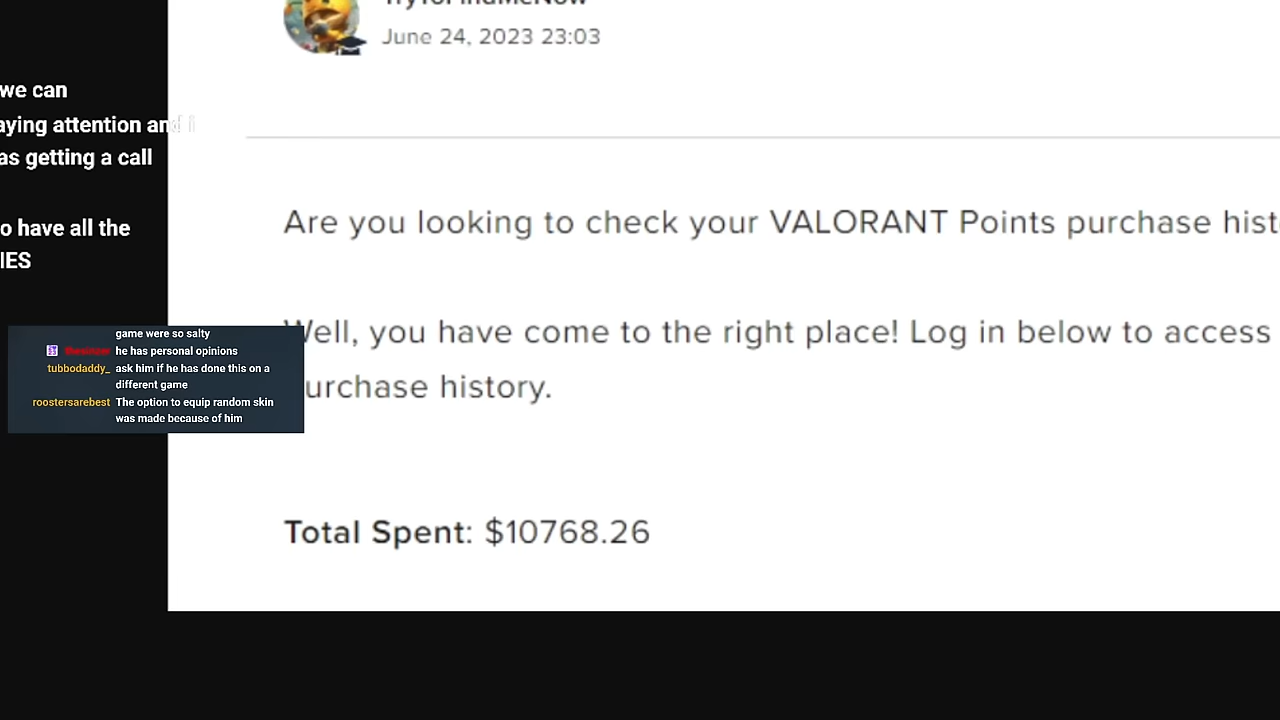 TryToFindMeNow
June 24, 2023 23:03
we can
aying attention and i
as getting a call
o have all the
IES
Are you looking to check your VALORANT Points purchase hist
Well, you have come to the right place! Log in below to access
urchase history.
game were so salty
he has personal opinions
tubbodaddy_ ask him if he has done this on a
different game
roostersarebest The option to equip random skin
was made because of him
Total Spent: $10768.26